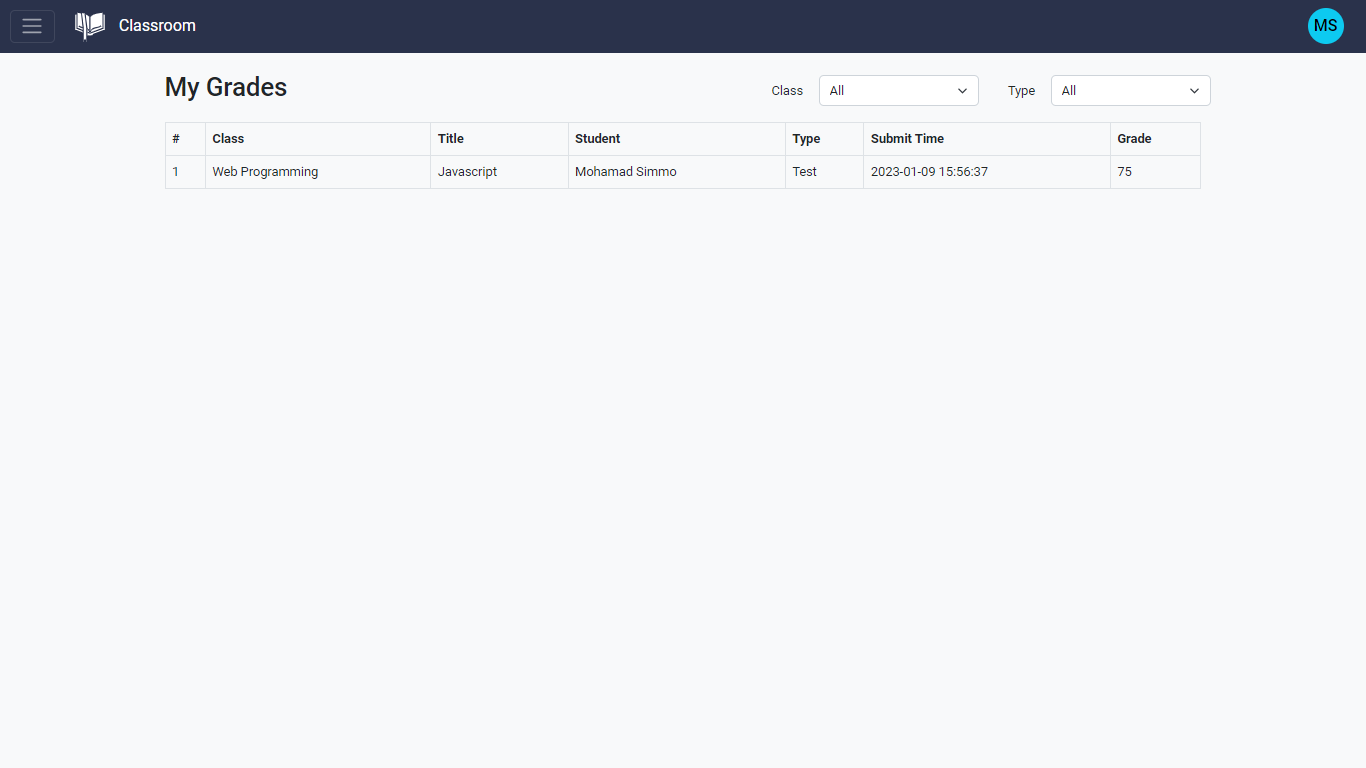 Classroom
MS
My Grades
Class All Type All
# Class Title Student Type Submit Time Grade
1 Web Programming Javascript Mohamad Simmo Test 2023-01-09 15:56:37 75